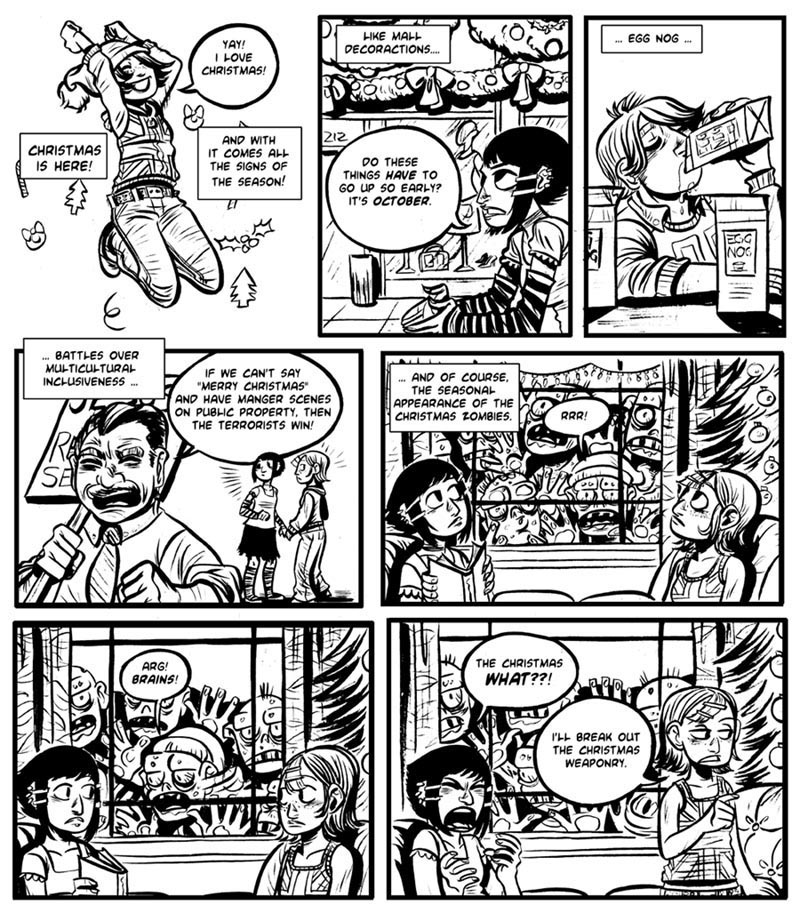 YAY!
I LOVE
CHRISTMAS!
CHRISTMAS
IS HERE!
AND WITH
IT COMES ALL
THE SIGNS OF
THE SEASON!
LIKE MALL
DECORACTIONS....
212
DO THESE
THINGS HAVE TO
GO UP SO EARLY?
IT'S OCTOBER.
... EGG NOG ...
EGG
NOG
... BATTLES OVER
MULTICULTURAL
INCLUSIVENESS ...
IF WE CAN'T SAY
"MERRY CHRISTMAS"
AND HAVE MANGER SCENES
ON PUBLIC PROPERTY, THEN
THE TERRORISTS WIN!
SE
... AND OF COURSE,
THE SEASONAL
APPEARANCE OF THE
CHRISTMAS ZOMBIES.
RRR!
ARG!
BRAINS!
THE CHRISTMAS
WHAT??!
I'LL BREAK OUT
THE CHRISTMAS
WEAPONRY.